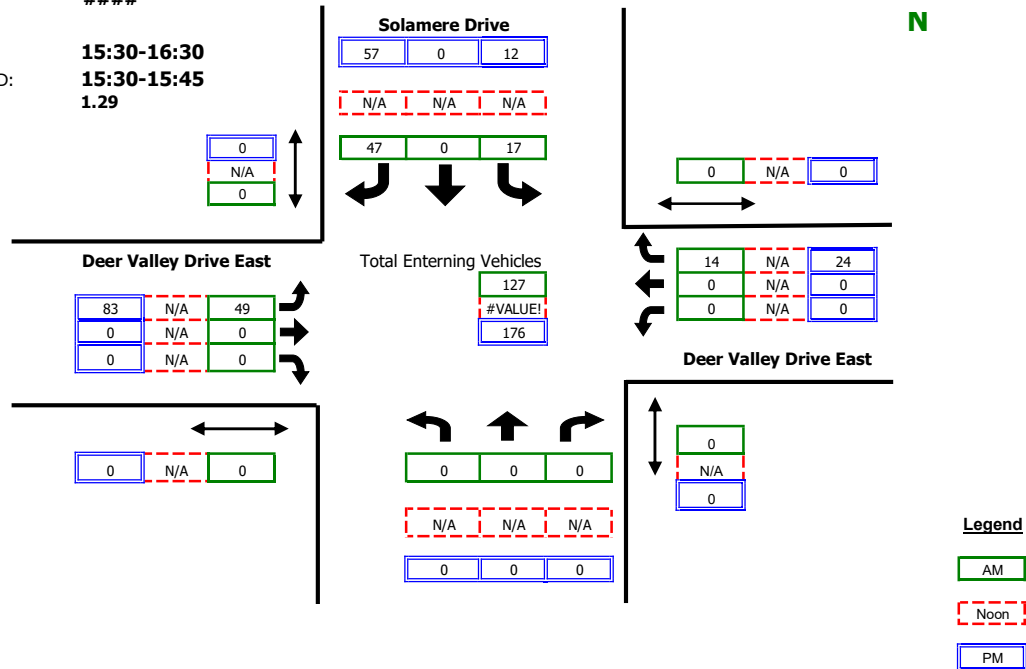 ####
N
Solamere Drive
15:30-16:30
57 0 12
D: 15:30-15:45
1.29
N/A N/A N/A
0
N/A
0
47 0 17
0 N/A 0
Deer Valley Drive East
Total Enterning Vehicles
127
#VALUE!
176
14 N/A 24
0 N/A 0
0 N/A 0
83 N/A 49
0 N/A 0
0 N/A 0
Deer Valley Drive East
0 N/A 0
0 0 0
N/A N/A N/A
0 0 0
0
N/A
0
Legend
AM
Noon
PM